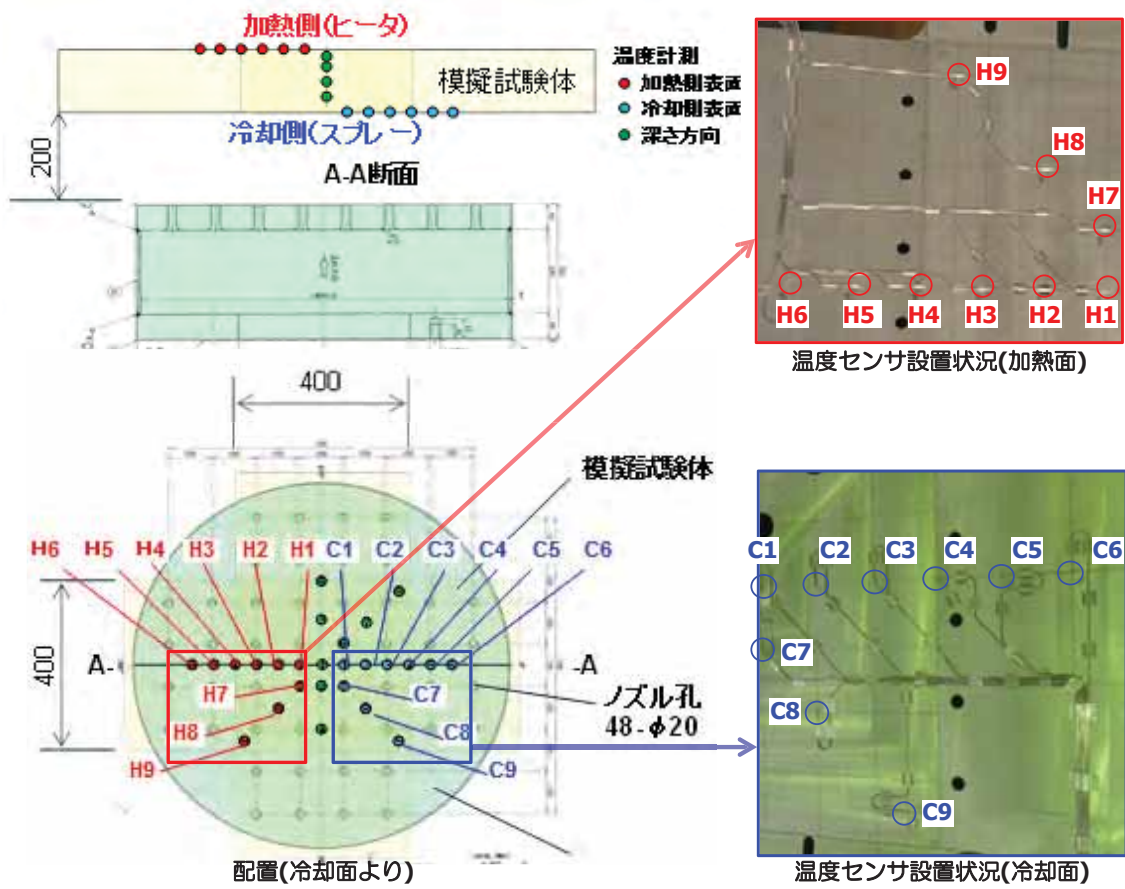 加熱側(ヒータ)
模擬試験体
冷却側(スプレー)
温度計測
加熱側表面
冷却側表面
深さ方向
200
A-A断面
H9
H8
H7
H6 H5 H4 H3 H2 H1
温度センサ設置状況(加熱面)
400
模擬試験体
H6 H5 H4 H3 H2 H1 C1 C2 C3 C4 C5 C6
400
A-
-A
H7
C7
H8
C8
H9
C9
ノズル孔
48-φ20
配置(冷却面より)
C1 C2 C3 C4 C5 C6
C7
C8
C9
温度センサ設置状況(冷却面)